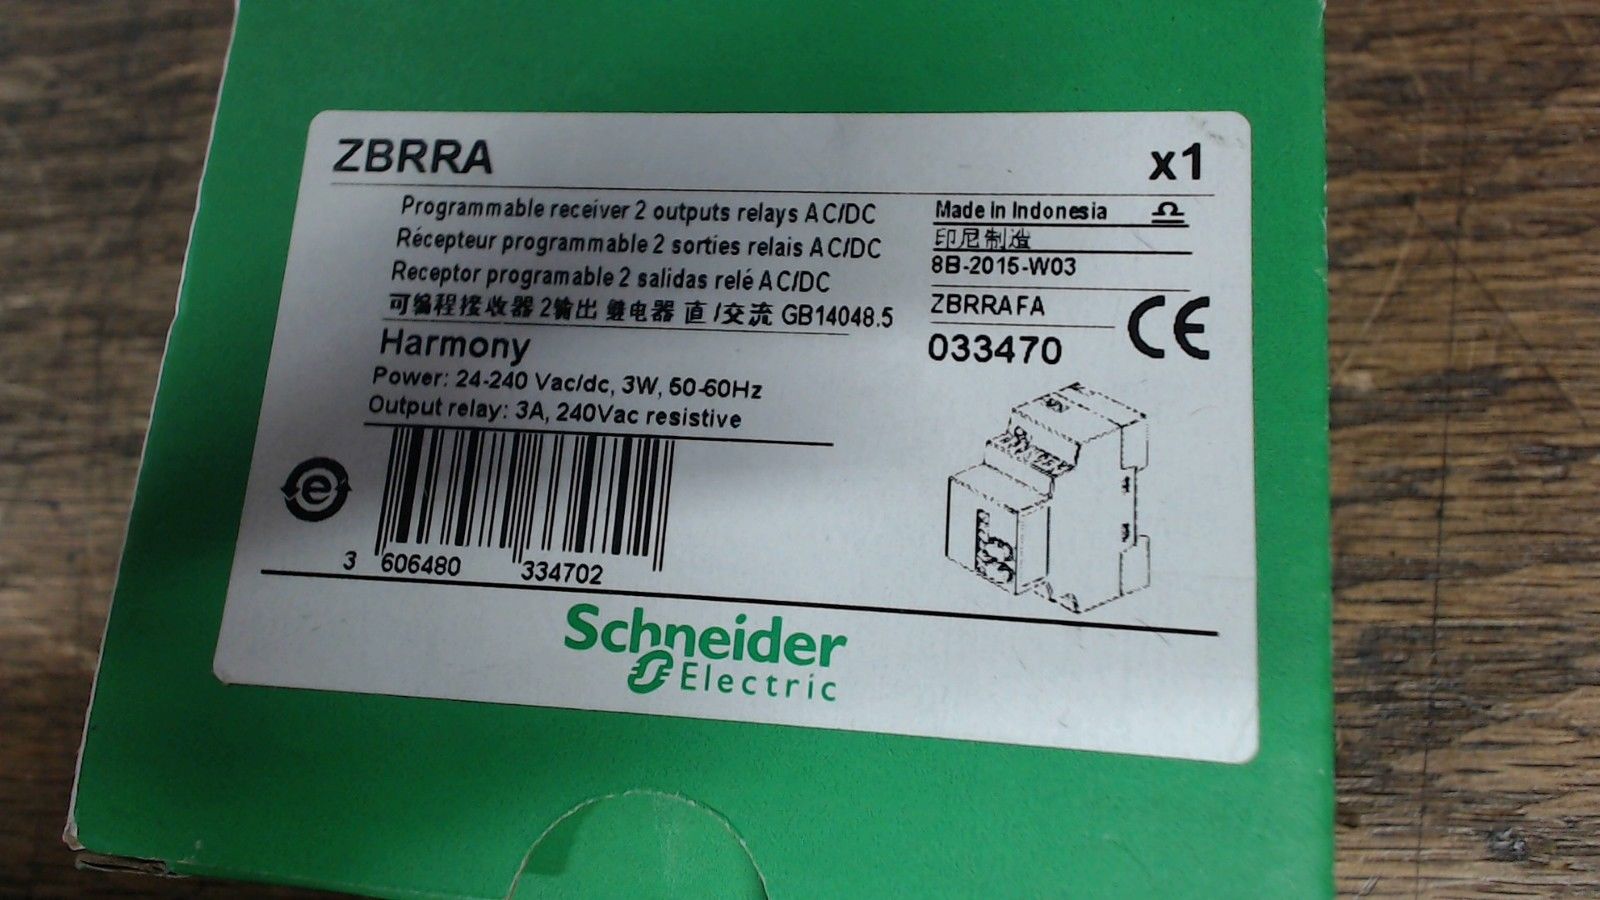 ZBRRA
x1
Programmable receiver 2 outputs relays AC/DC
Récepteur programmable 2 sorties relais AC/DC
Receptor programable 2 salidas relé AC/DC
可编程接收器 2输出 继电器 直 /交流 GB14048.5
Harmony
Power: 24-240 Vac/dc, 3W, 50-60Hz
Output relay: 3A, 240Vac resistive
Made in Indonesia
印尼制造
8B-2015-W03
ZBRRAFA
033470
CE
e
3 606480 334702
Schneider
Electric